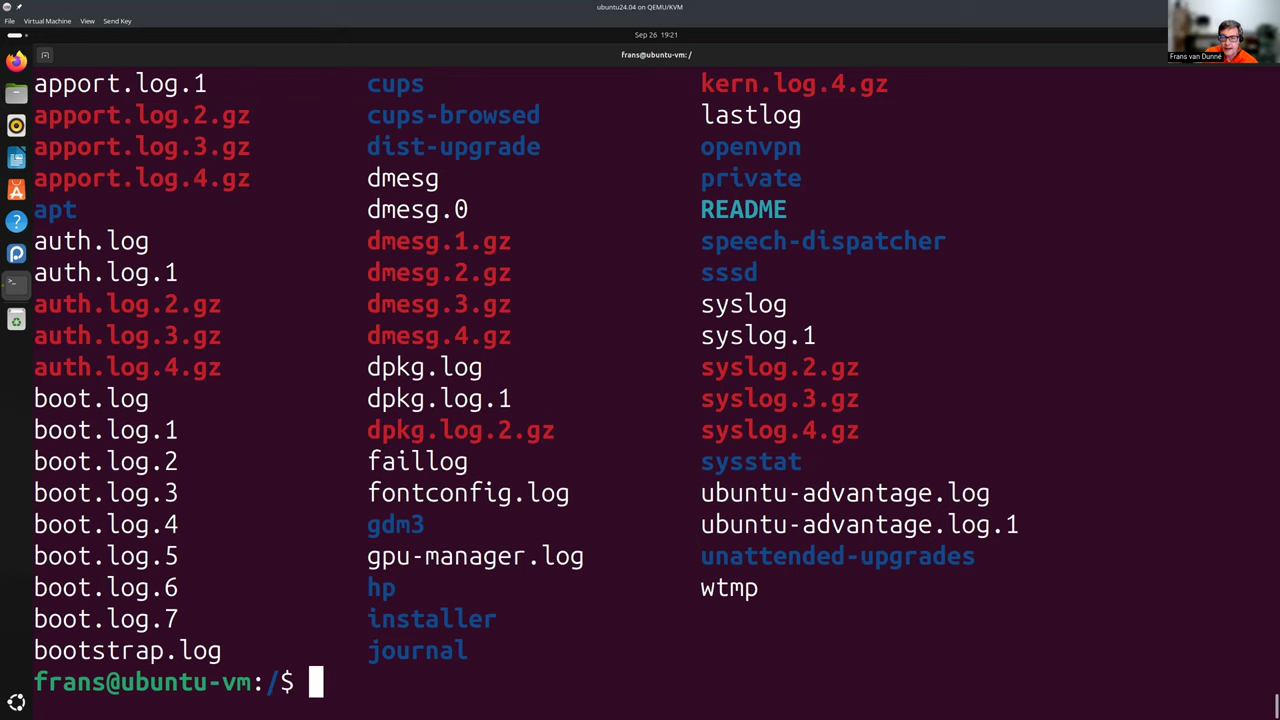 ubuntu24.04 on QEMU/KVM
File Virtual Machine View Send Key
Sep 26 19:21
frans@ubuntu-vm: /
Frans van Dunné
apport.log.1 cups kern.log.4.gz
apport.log.2.gz cups-browsed lastlog
apport.log.3.gz dist-upgrade openvpn
apport.log.4.gz dmesg private
apt dmesg.0 README
auth.log dmesg.1.gz speech-dispatcher
auth.log.1 dmesg.2.gz sssd
auth.log.2.gz dmesg.3.gz syslog
auth.log.3.gz dmesg.4.gz syslog.1
auth.log.4.gz dpkg.log syslog.2.gz
boot.log dpkg.log.1 syslog.3.gz
boot.log.1 dpkg.log.2.gz syslog.4.gz
boot.log.2 faillog sysstat
boot.log.3 fontconfig.log ubuntu-advantage.log
boot.log.4 gdm3 ubuntu-advantage.log.1
boot.log.5 gpu-manager.log unattended-upgrades
boot.log.6 hp wtmp
boot.log.7 installer
bootstrap.log journal
frans@ubuntu-vm:/$